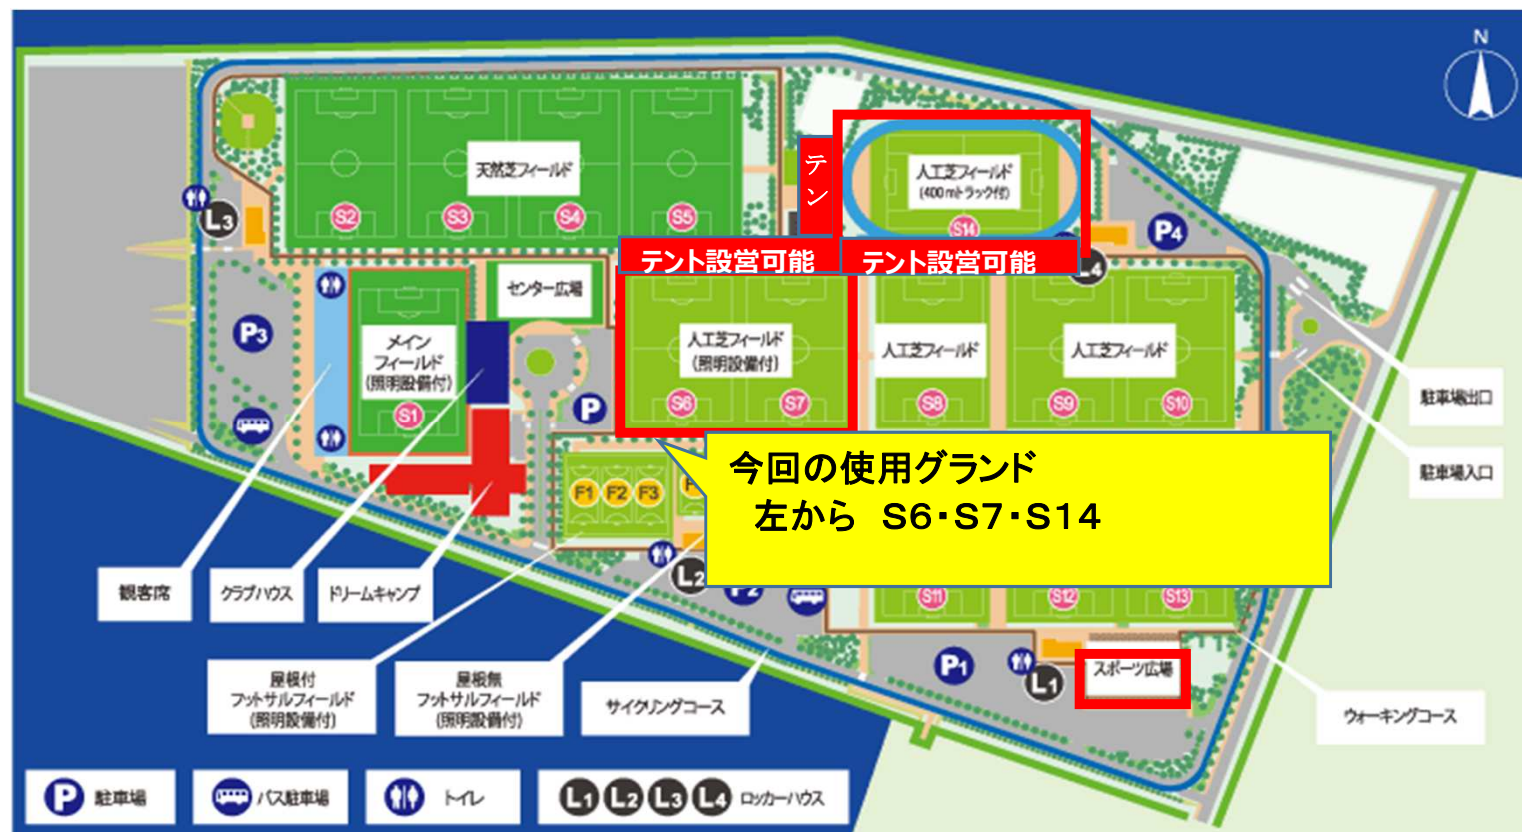 N
天然芝フィールド
S2
S3
S4
S5
テ
ン
人工芝フィールド
(400mトラック付)
S14
P4
L3
テント設営可能
テント設営可能
センター広場
メイン
フィールド
(照明設備付)
S1
P3
P
人工芝フィールド
(照明設備付)
S6
S7
人工芝フィールド
S8
人工芝フィールド
S9
S10
駐車場出口
駐車場入口
今回の使用グランド
左から S6・S7・S14
F1
F2
F3
L2
P2
S11
S12
S13
P1
L1
スポーツ広場
観客席
クラブハウス
ドリームキャンプ
屋根付
フットサルフィールド
(照明設備付)
屋根無
フットサルフィールド
(照明設備付)
サイクリングコース
ウォーキングコース
P 駐車場
バス駐車場
トイレ
L1 L2 L3 L4 ロッカーハウス